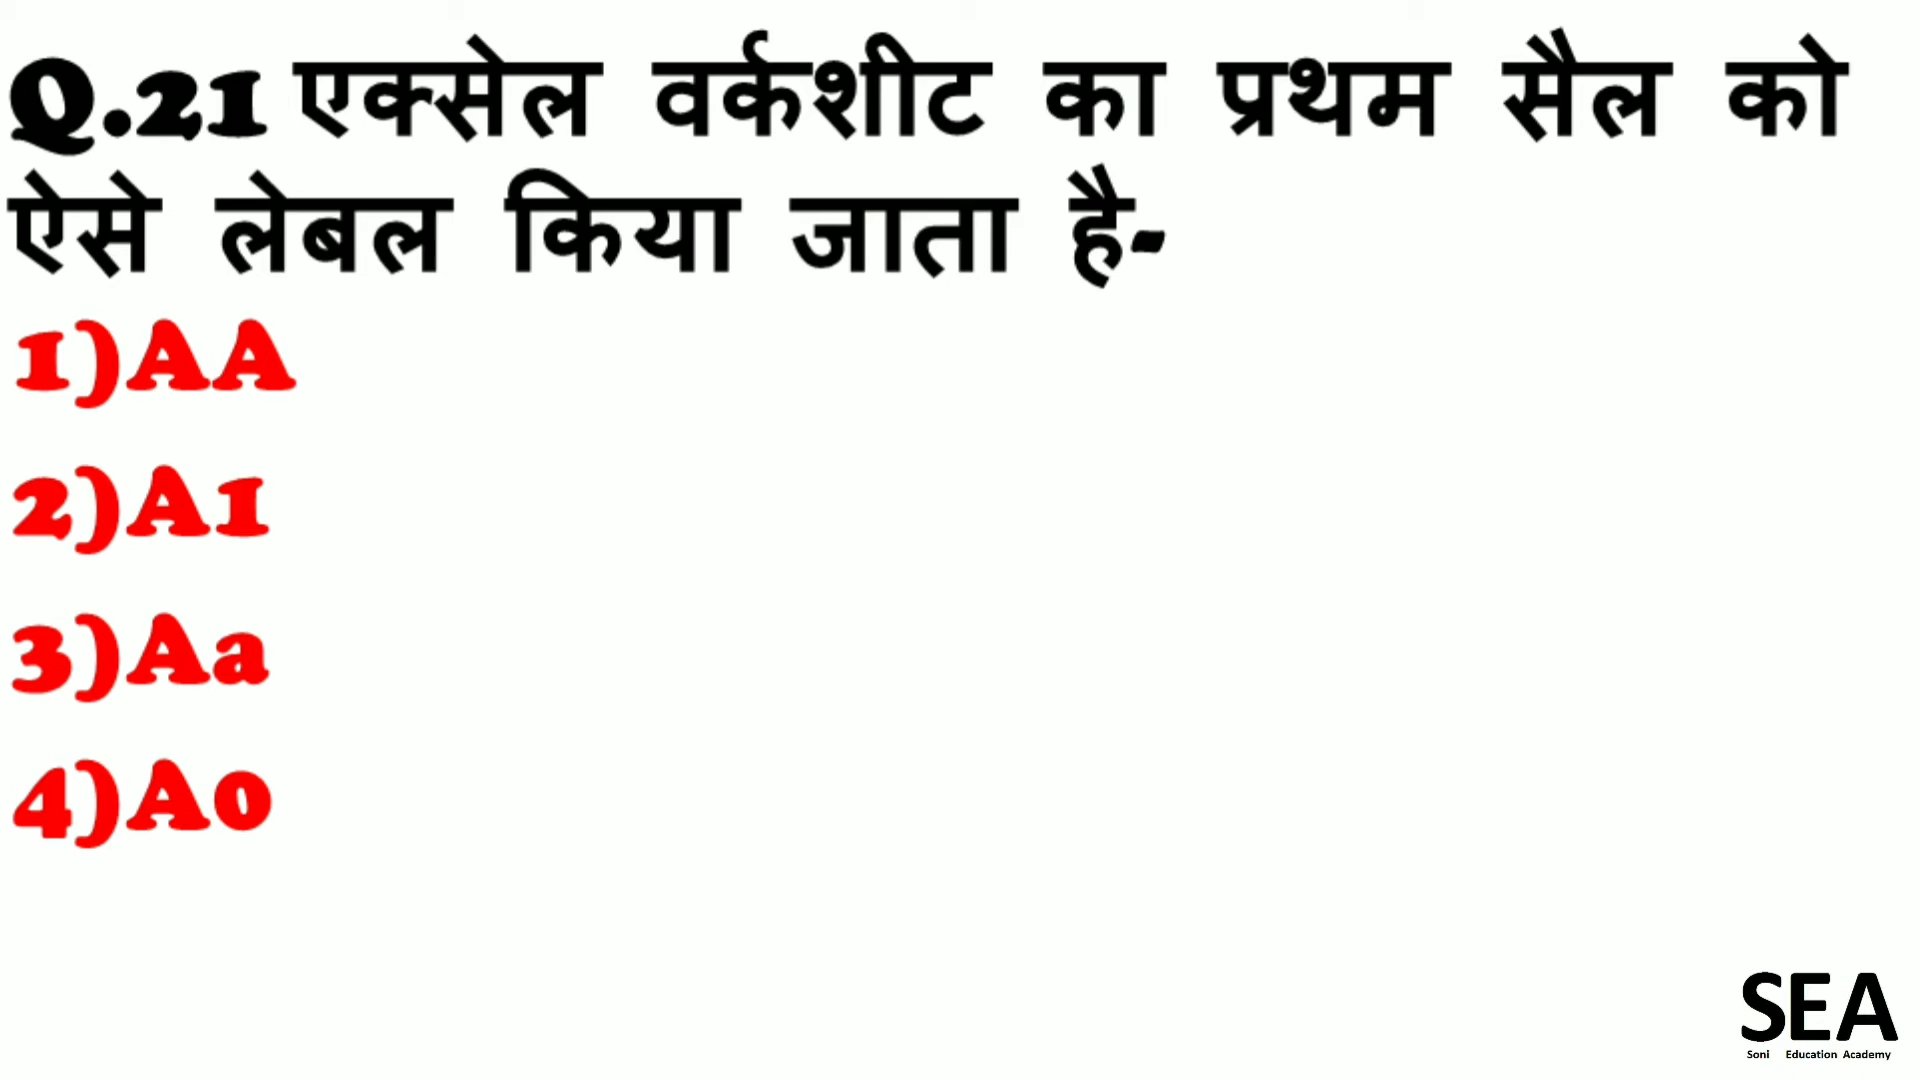 Q.21 एक्सेल वर्कशीट का प्रथम सैल को
ऐसे लेबल किया जाता है-
1)AA
2)A1
3)Aa
4)A0
SEA
Soni Education Academy